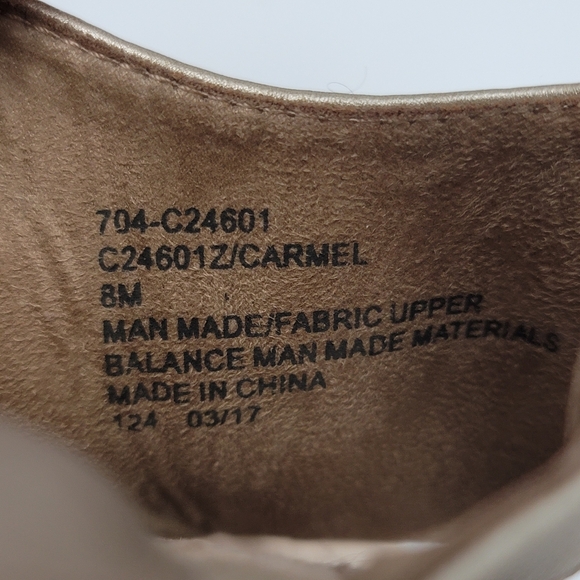 704-C24601
C24601Z/CARMEL
8M
MAN MADE/FABRIC UPPER
BALANCE MAN MADE MATERIALS
MADE IN CHINA
124 03/17